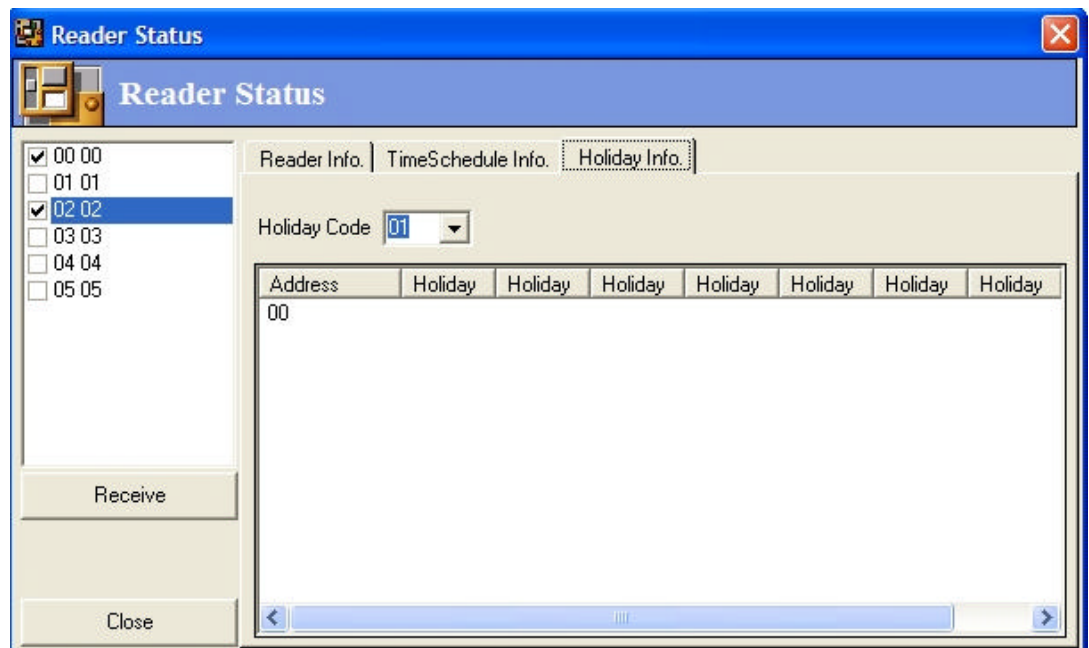 Reader Status
Reader Status
00 00
01 01
02 02
03 03
04 04
05 05
Receive
Close
Reader Info. TimeSchedule Info. Holiday Info.
Holiday Code 01
Address Holiday Holiday Holiday Holiday Holiday Holiday Holiday
00